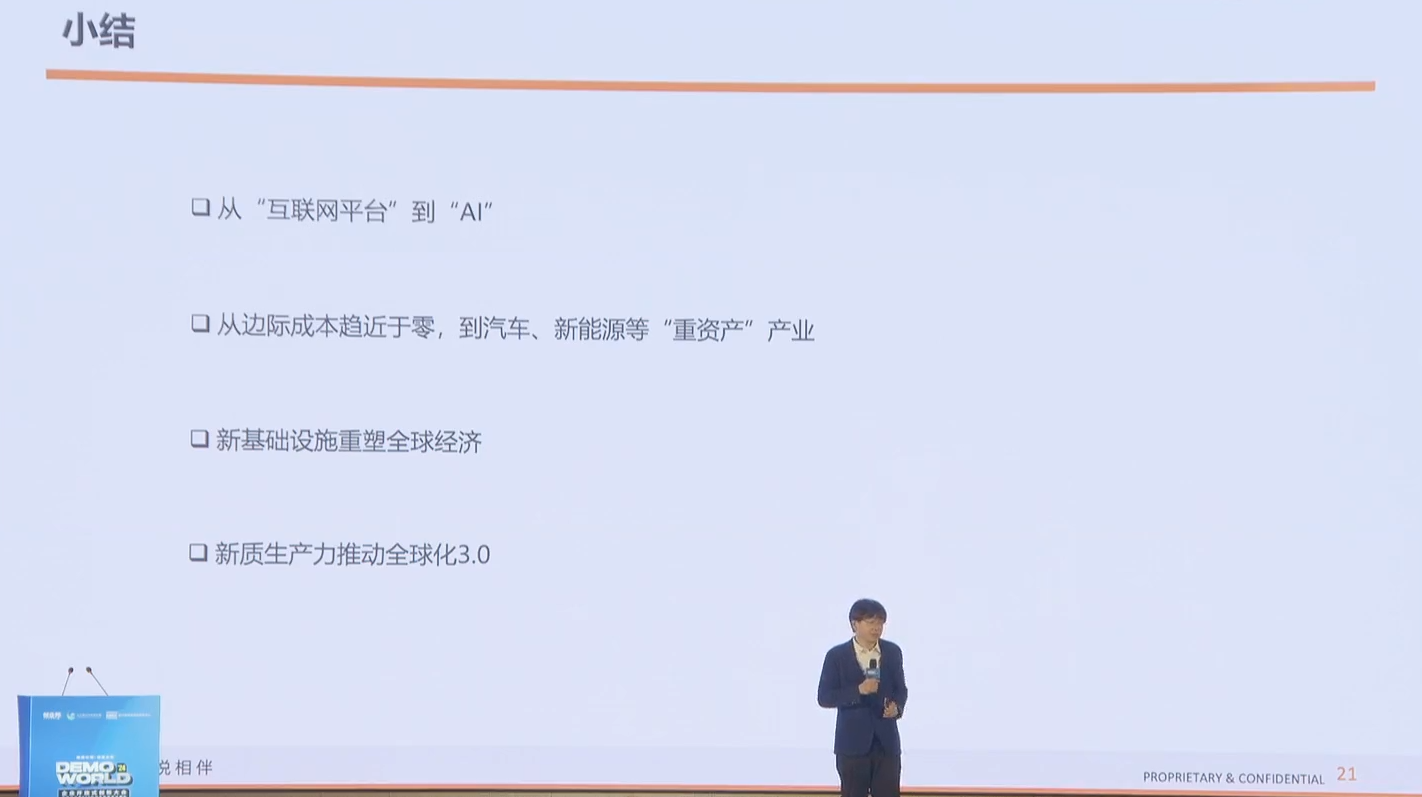 小结
❑ 从“互联网平台”到“AI”
❑ 从边际成本趋近于零，到汽车、新能源等“重资产”产业
❑ 新基础设施重塑全球经济
❑ 新质生产力推动全球化3.0
DEMO
WORLD
相伴
PROPRIETARY & CONFIDENTIAL 21